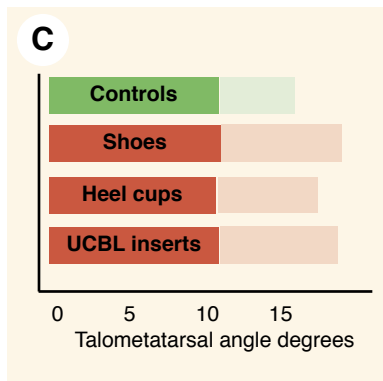 C
Controls
Shoes
Heel cups
UCBL inserts
0 5 10 15
Talometatarsal angle degrees